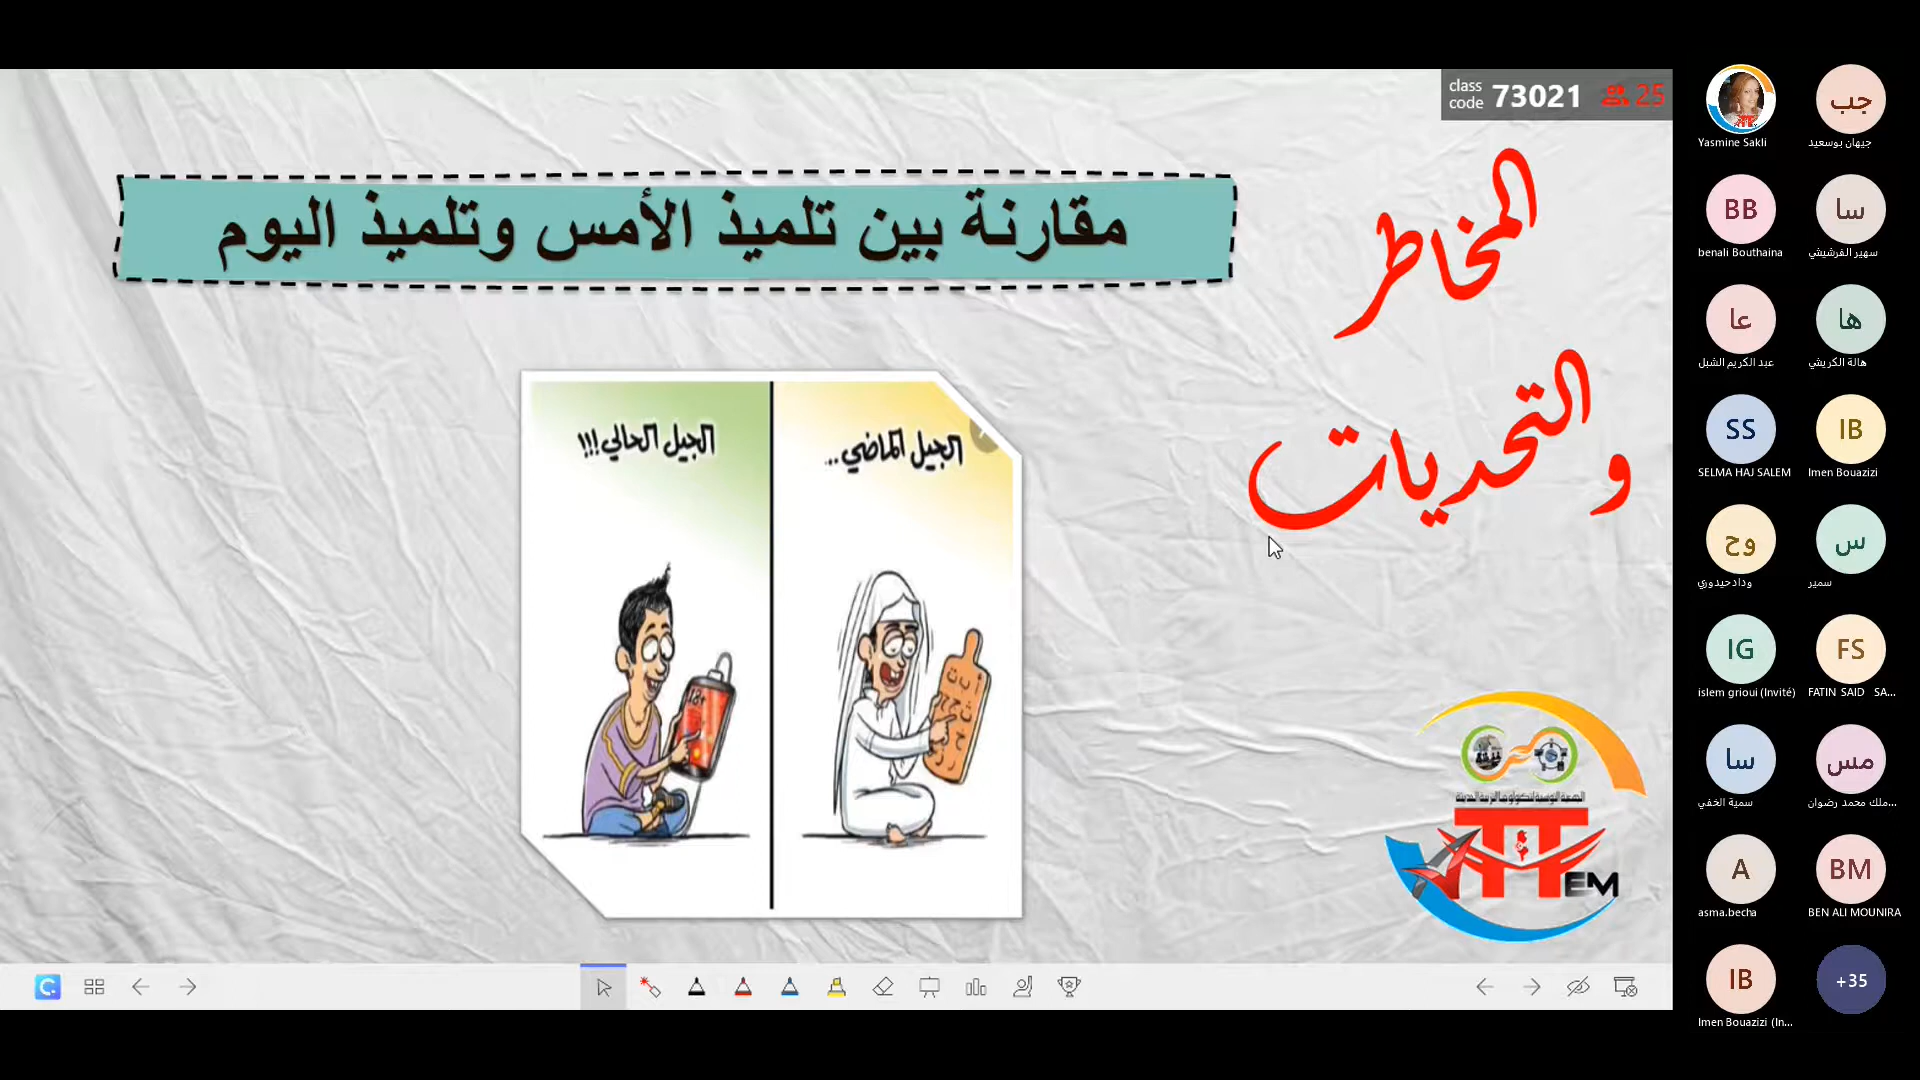 class code 73021 25
المخاطر
والتحديات
مقارنة بين تلميذ الأمس وتلميذ اليوم
الجيل الماضي..
الجيل الحالي!!!
EM
Yasmine Sakli
جب
جيهان بوسعيد
BB
benali Bouthaina
سا
سهير الفرشيشي
عا
عبد الكريم الشبل
ها
هالة الكريشي
SS
SELMA HAJ SALEM
IB
Imen Bouazizi
وح
وداد حيدوري
س
سمير
IG
islem grioui (Invité)
FS
FATIN SAID SA...
سا
سمية الخفي
مس
ملك محمد رضوان...
A
asma.becha
BM
BEN ALI MOUNIRA
IB
Imen Bouazizi (In...
+35